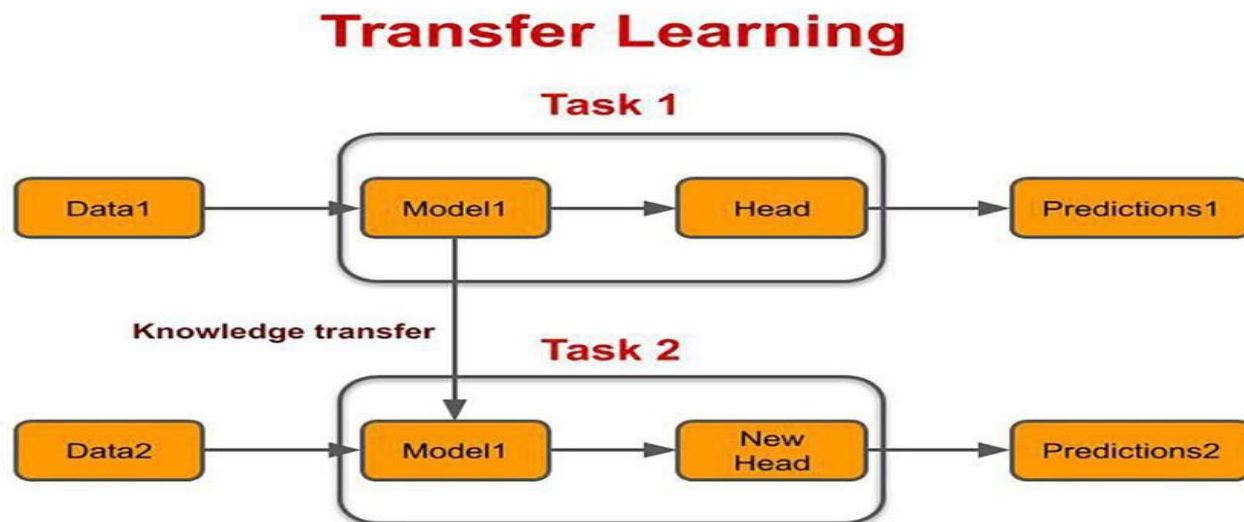 Transfer Learning
Task 1
Data1
Model1
Head
Predictions1
Knowledge transfer
Task 2
Data2
Model1
New
Head
Predictions2